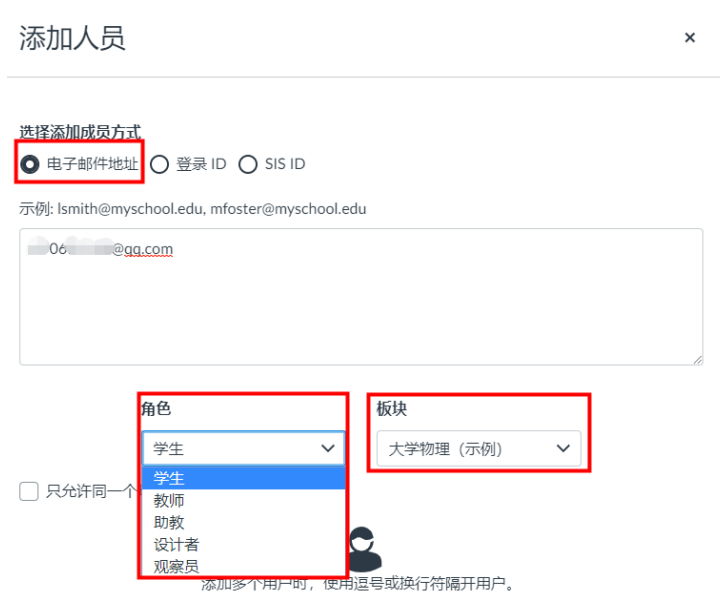 添加人员 ×
选择添加成员方式
电子邮件地址 登录 ID SIS ID
示例: lsmith@myschool.edu, mfoster@myschool.edu
06 @qq.com
角色 板块
学生 大学物理（示例）
学生
只允许同一个
教师
助教
设计者
观察员
添加多个用户时，使用逗号或换行符隔开用户。